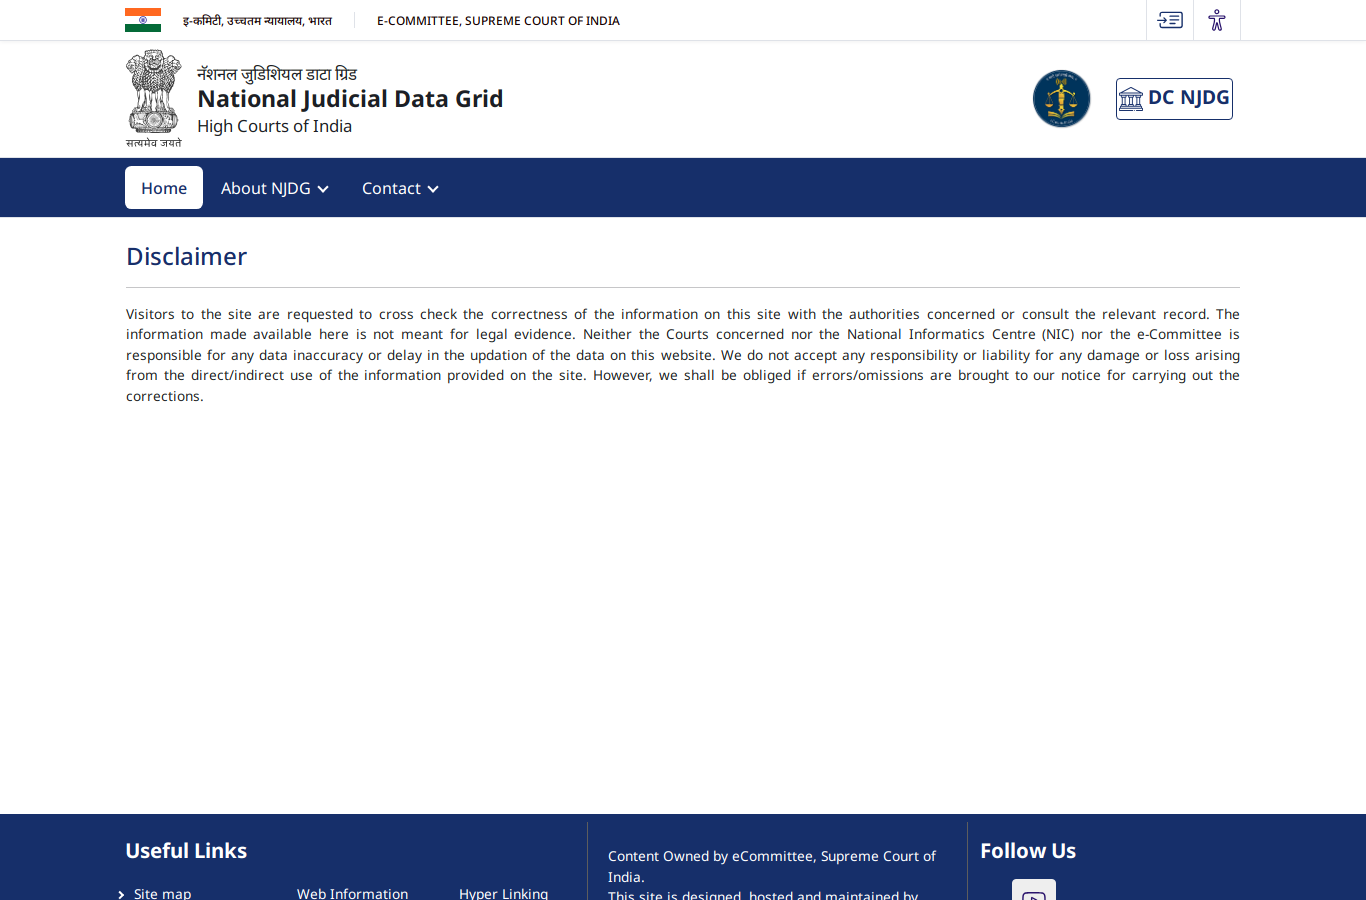 इ-कमिटी, उच्चतम न्यायालय, भारत
E-COMMITTEE, SUPREME COURT OF INDIA
नॅशनल जुडिशियल डाटा ग्रिड
National Judicial Data Grid
High Courts of India
सत्यमेव जयते
DC NJDG
Home
About NJDG
Contact
Disclaimer
Visitors to the site are requested to cross check the correctness of the information on this site with the authorities concerned or consult the relevant record. The
information made available here is not meant for legal evidence. Neither the Courts concerned nor the National Informatics Centre (NIC) nor the e-Committee is
responsible for any data inaccuracy or delay in the updation of the data on this website. We do not accept any responsibility or liability for any damage or loss arising
from the direct/indirect use of the information provided on the site. However, we shall be obliged if errors/omissions are brought to our notice for carrying out the
corrections.
Useful Links
Site map
Web Information
Hyper Linking
Content Owned by eCommittee, Supreme Court of
India.
This site is designed, hosted and maintained by
Follow Us